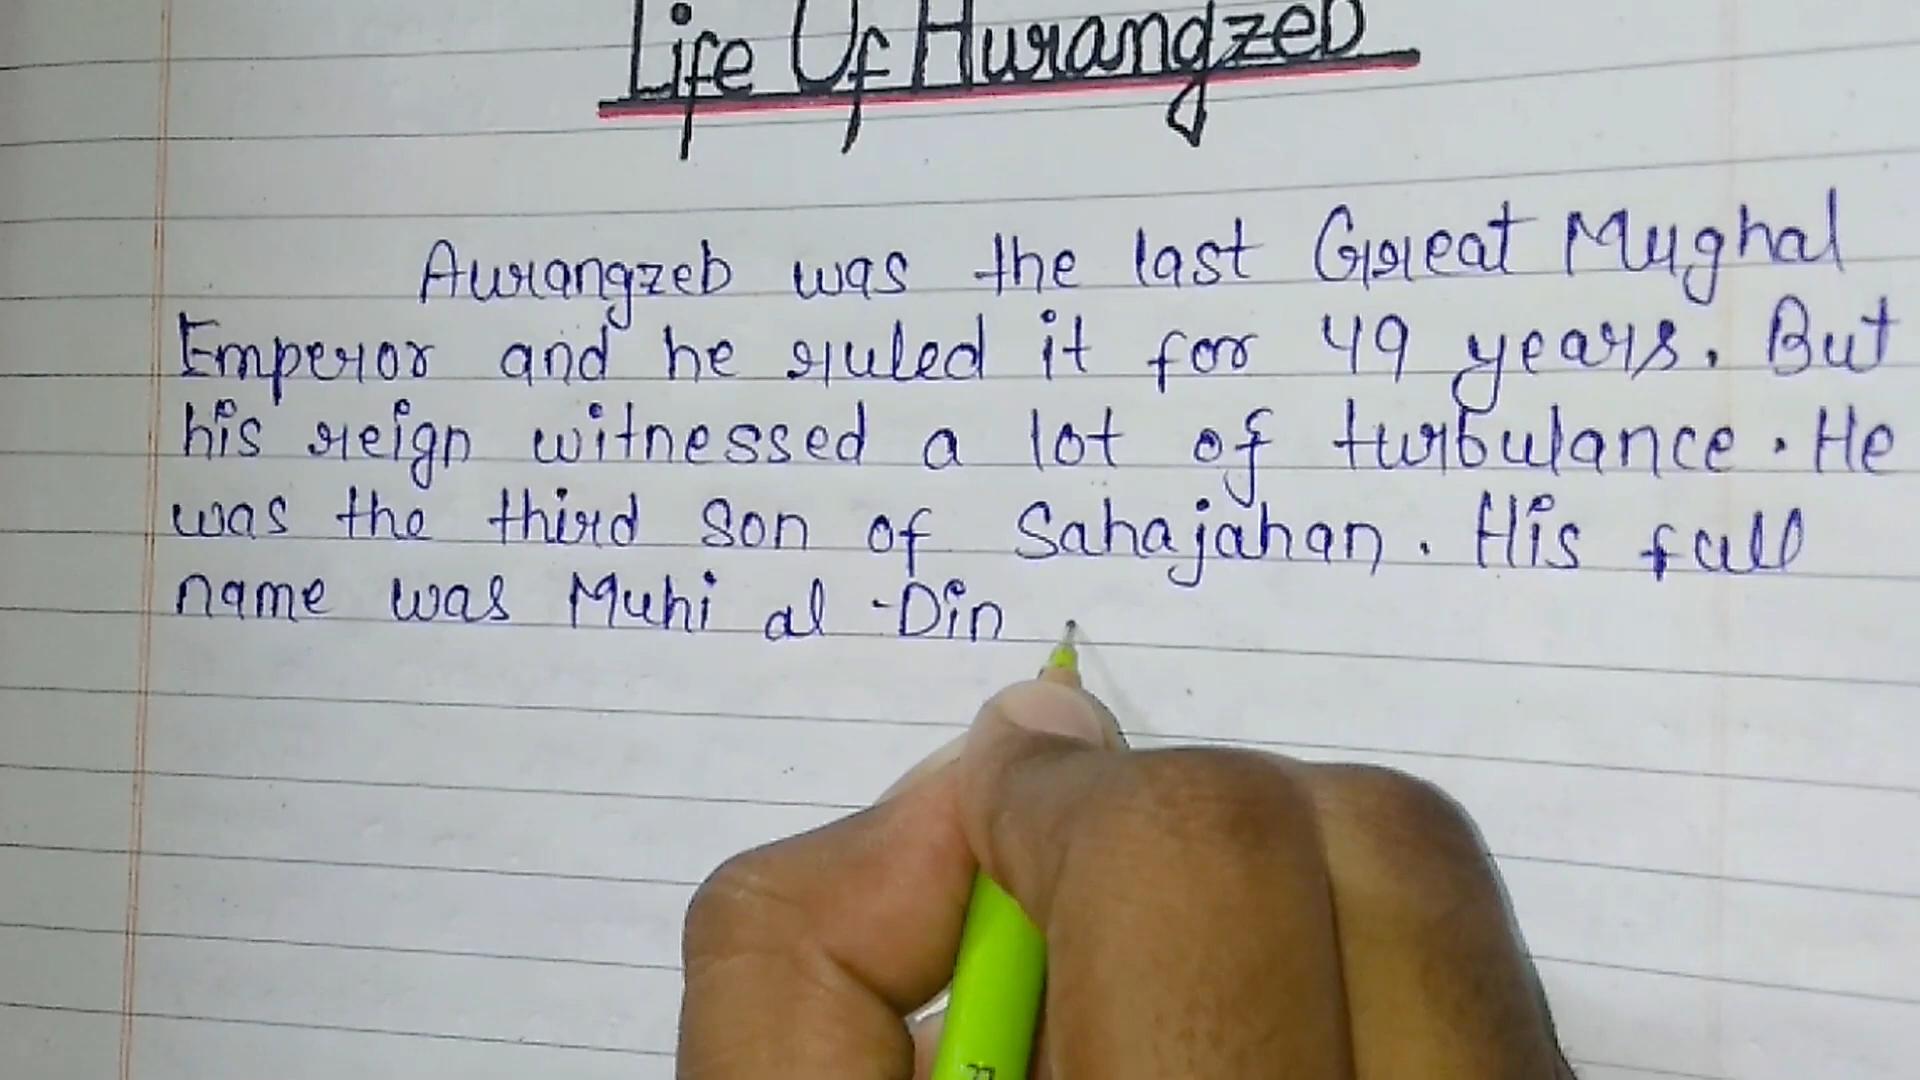 Life Of Aurangzeb
Aurangzeb was the last Great Mughal
Emperor and he ruled it for 49 years. But
his reign witnessed a lot of turbulance. He
was the third son of Sahajahan. His full
name was Muhi al-Din